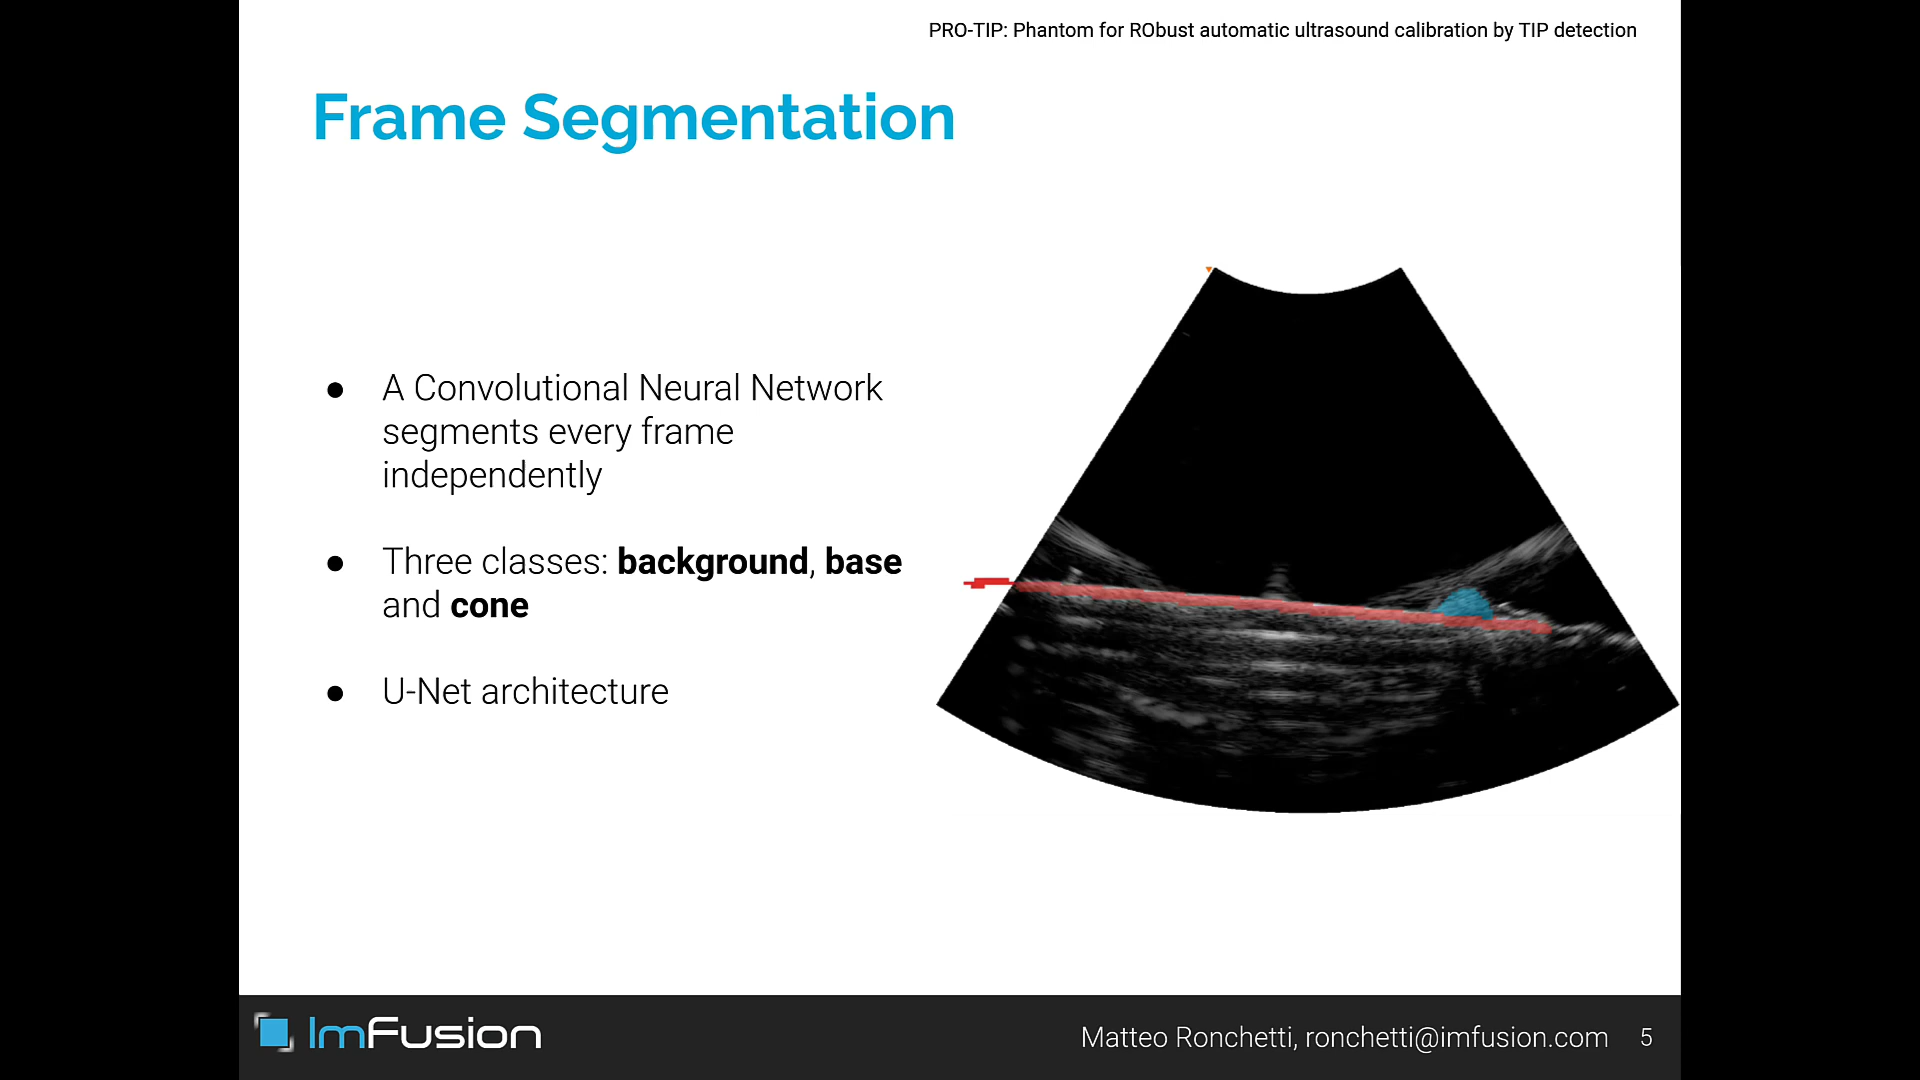 PRO-TIP: Phantom for RObust automatic ultrasound calibration by TIP detection
Frame Segmentation
● A Convolutional Neural Network
segments every frame
independently
● Three classes: background, base
and cone
● U-Net architecture
ImFusion
Matteo Ronchetti, ronchetti@imfusion.com 5